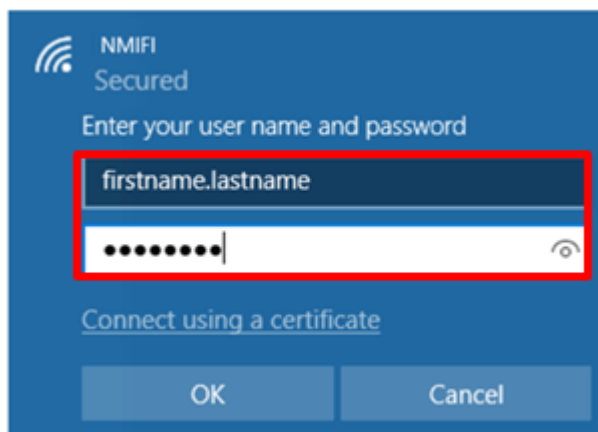 NMIFI
Secured
Enter your user name and password
firstname.lastname
••••••••
Connect using a certificate
OK
Cancel